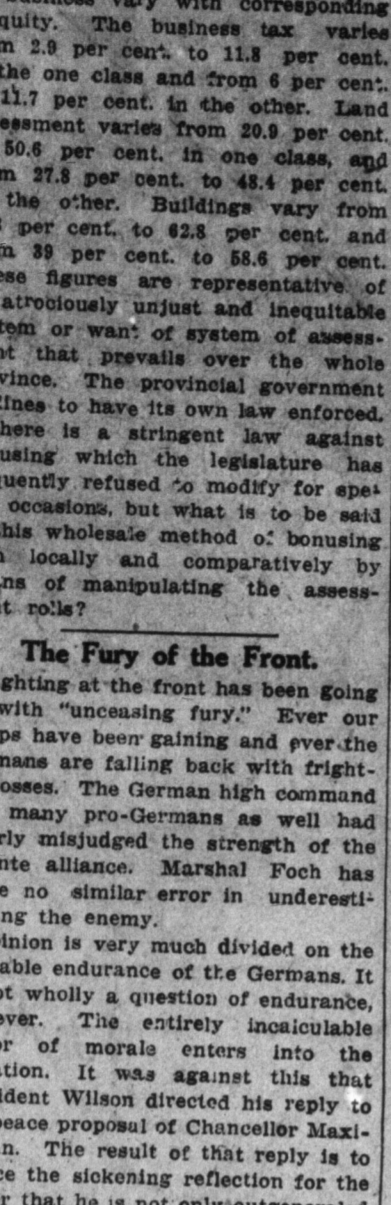 business vary with corresponding
quity. The business tax varies
m 2.9 per cent. to 11.8 per cent.
the one class and from 6 per cent.
11.7 per cent. in the other. Land
essment varies from 20.9 per cent.
50.6 per cent. in one class, and
m 27.8 per cent. to 48.4 per cent.
the other. Buildings vary from
per cent. to 62.8 per cent. and
m 39 per cent. to 58.6 per cent.
ese figures are representative of
atrociously unjust and inequitable
tem or want of system of assess-
nt that prevails over the whole
vince. The provincial government
lines to have its own law enforced.
here is a stringent law against
using which the legislature has
quently refused to modify for spe-
occasions, but what is to be said
his wholesale method of bonusing
locally and comparatively by
ns of manipulating the assess-
t rolls?
The Fury of the Front.
ghting at the front has been going
with "unceasing fury." Ever our
ps have been gaining and ever the
mans are falling back with fright-
osses. The German high command
many pro-Germans as well had
rly misjudged the strength of the
nte alliance. Marshal Foch has
e no similar error in underesti-
ng the enemy.
inion is very much divided on the
able endurance of the Germans. It
ot wholly a question of endurance,
ever. The entirely incalculable
or of morale enters into the
ation. It was against this that
ident Wilson directed his reply to
peace proposal of Chancellor Maxi-
n. The result of that reply is to
ce the sickening reflection for the
r that he is not only